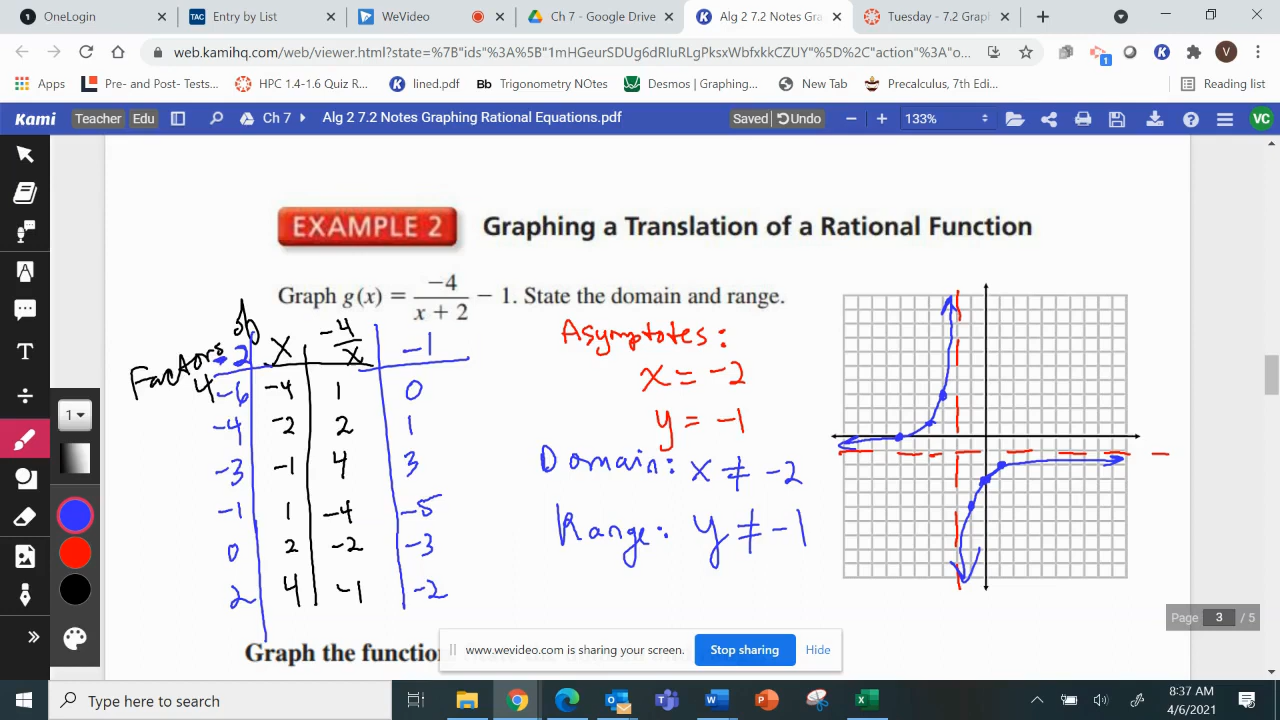 OneLogin
Entry by List
WeVideo
Ch 7 - Google Drive
Alg 2 7.2 Notes Gra
Tuesday - 7.2 Grap
web.kamihq.com/web/viewer.html?state=%7B"ids"%3A%5B"1mHGeurSDUg6dRIuRLgPksxWbfxkkCZUY"%5D%2C"action"%3A"o...
1
V
Apps
Pre- and Post- Tests...
HPC 1.4-1.6 Quiz R...
lined.pdf
Bb Trigonometry NOtes
Desmos | Graphing...
New Tab
Precalculus, 7th Edi...
Reading list
Kami Teacher Edu
Ch 7
Alg 2 7.2 Notes Graphing Rational Equations.pdf
Saved Undo
133%
VC
EXAMPLE 2 Graphing a Translation of a Rational Function
Graph g(x) = −4/(x + 2) − 1. State the domain and range.
Factors of 4
-2 | x | -4/x | -1
-6 | -4 | 1 | 0
-4 | -2 | 2 | 1
-3 | -1 | 4 | 3
-1 | 1 | -4 | -5
0 | 2 | -2 | -3
2 | 4 | -1 | -2
Asymptotes:
x = -2
y = -1
Domain: x ≠ -2
Range: y ≠ -1
1
Page 3 / 5
Graph the function
www.wevideo.com is sharing your screen.
Stop sharing
Hide
Type here to search
8:37 AM
4/6/2021